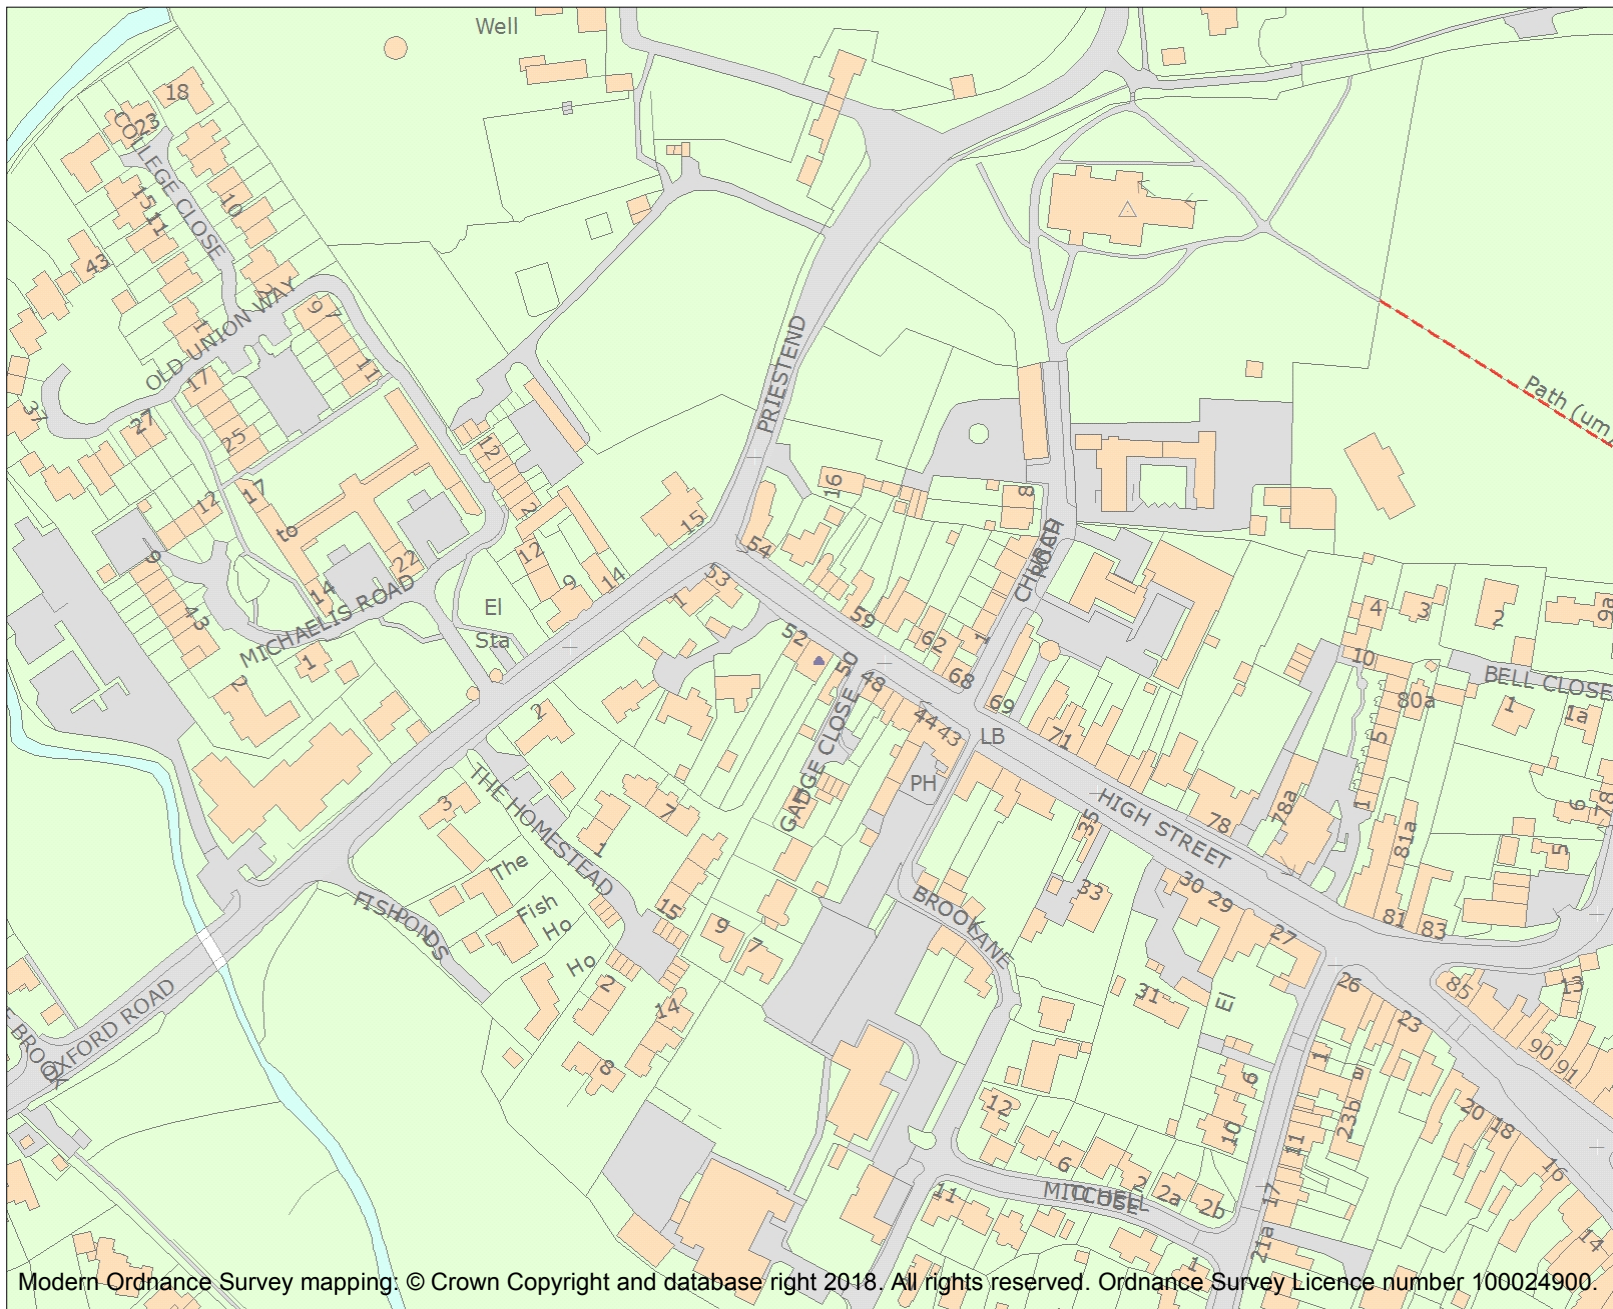 Well
18
23
COLLEGE CLOSE
15
11
10
43
2
1
OLD UNION WAY
9
7
11
17
25
27
37
12
17
to
14
22
9
43
MICHAELIS ROAD
2
1
12
2
12
9
14
15
El
Sta
PRIESTEND
16
8
CHURCH
ROAD
Path (um)
54
53
1
52
50
48
59
62
1
68
69
71
44
43
LB
PH
GADGE CLOSE
HIGH STREET
35
33
78
78a
4
3
2
9a
10
BELL CLOSE
80a
1
1a
5
1
81a
6
78
5
81
83
2
THE HOMESTEAD
3
7
1
15
The
Fish
Ho
Ho
FISHPONDS
9
7
2
14
8
BROOK LANE
30
29
27
31
El
26
23
85
13
90
91
20
18
16
14
OXFORD ROAD
12
6
2
2a
2b
MITCHELL
CLOSE
11
6
10
1
a
23b
11
17
21a
1
Modern Ordnance Survey mapping: © Crown Copyright and database right 2018. All rights reserved. Ordnance Survey Licence number 100024900.